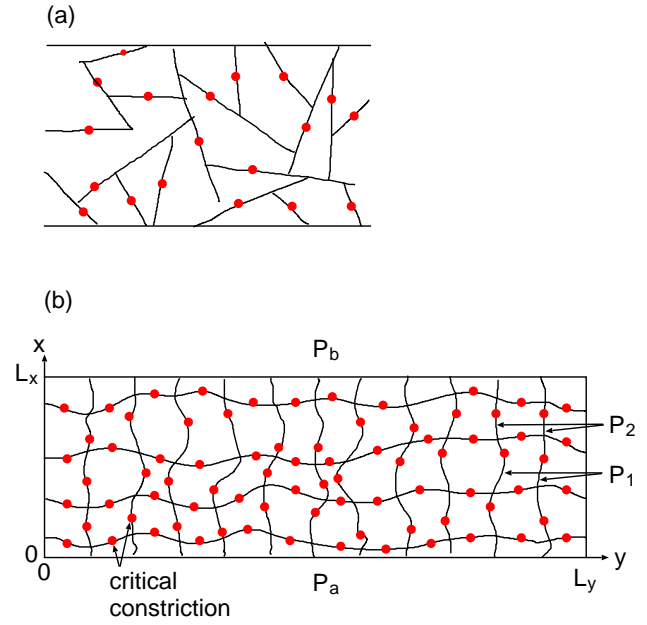 (a)
(b)
x
P_b
L_x
P_2
P_1
0
y
0
P_a
L_y
critical
constriction